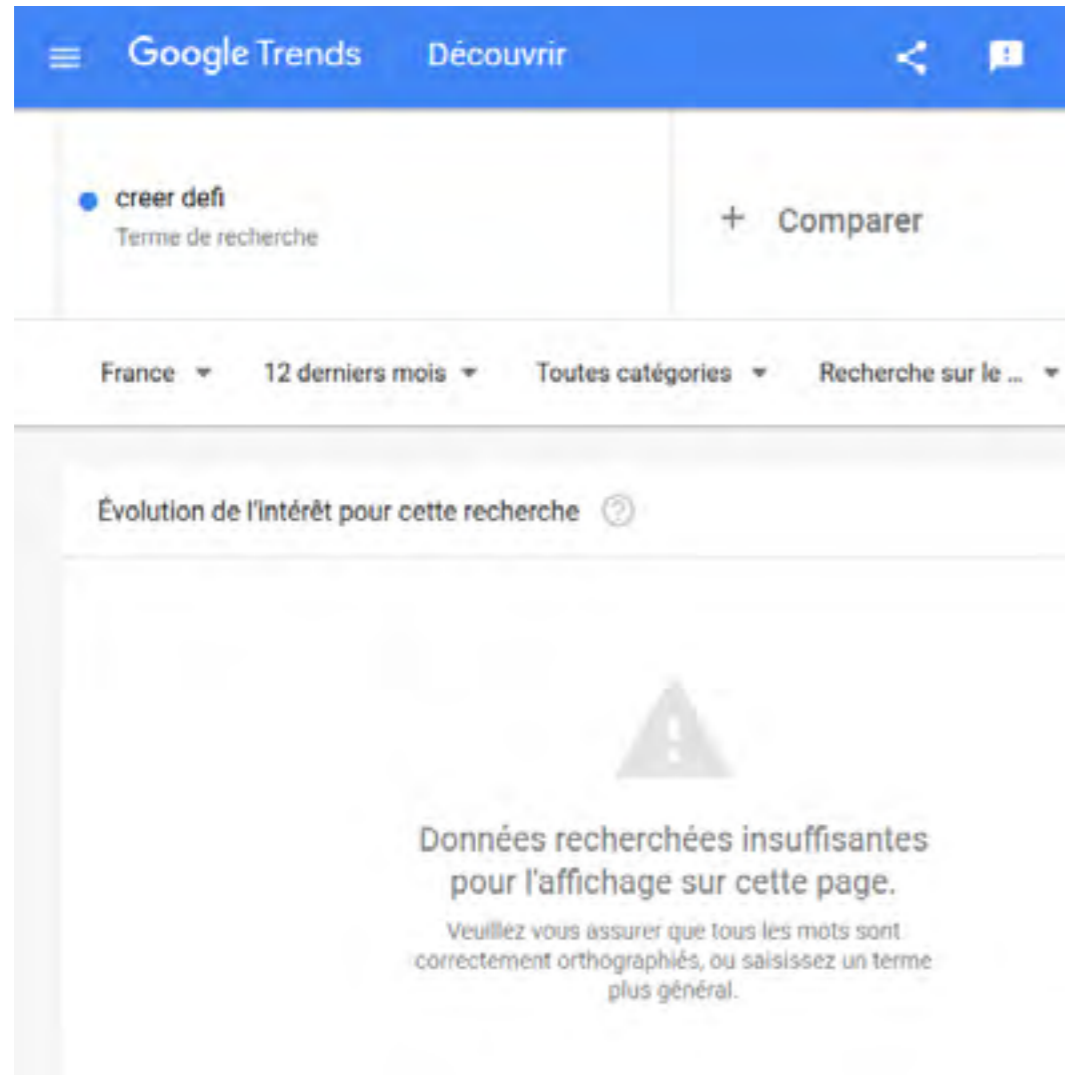 Google Trends Découvrir
creer defi
Terme de recherche
+ Comparer
France 12 derniers mois Toutes catégories Recherche sur le ...
Évolution de l'intérêt pour cette recherche ?
Données recherchées insuffisantes
pour l'affichage sur cette page.
Veuillez vous assurer que tous les mots sont
correctement orthographiés, ou saisissez un terme
plus général.